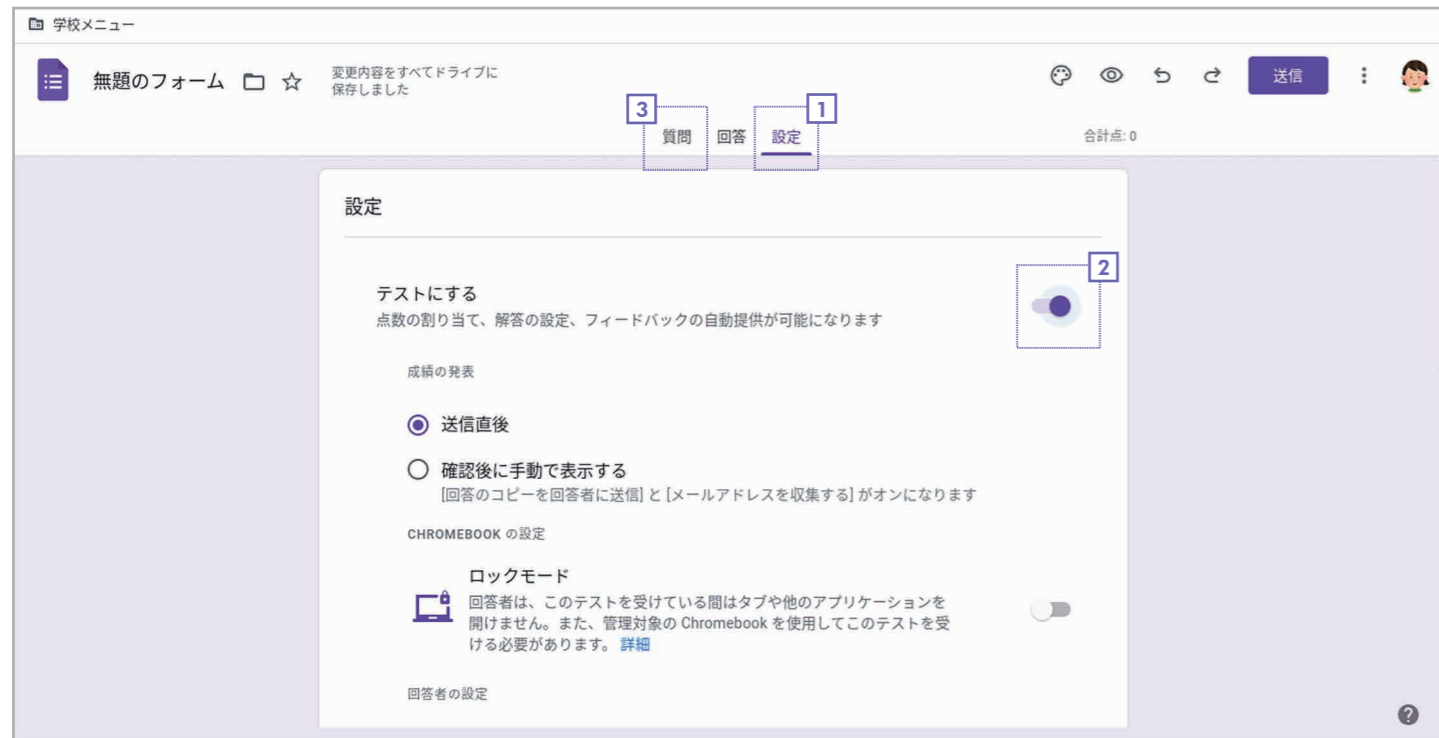 学校メニュー
無題のフォーム
変更内容をすべてドライブに
保存しました
送信
3
1
質問 回答 設定
合計点: 0
設定
2
テストにする
点数の割り当て、解答の設定、フィードバックの自動提供が可能になります
成績の発表
送信直後
確認後に手動で表示する
[回答のコピーを回答者に送信] と [メールアドレスを収集する] がオンになります
CHROMEBOOK の設定
ロックモード
回答者は、このテストを受けている間はタブや他のアプリケーションを
開けません。また、管理対象の Chromebook を使用してこのテストを受
ける必要があります。 詳細
回答者の設定